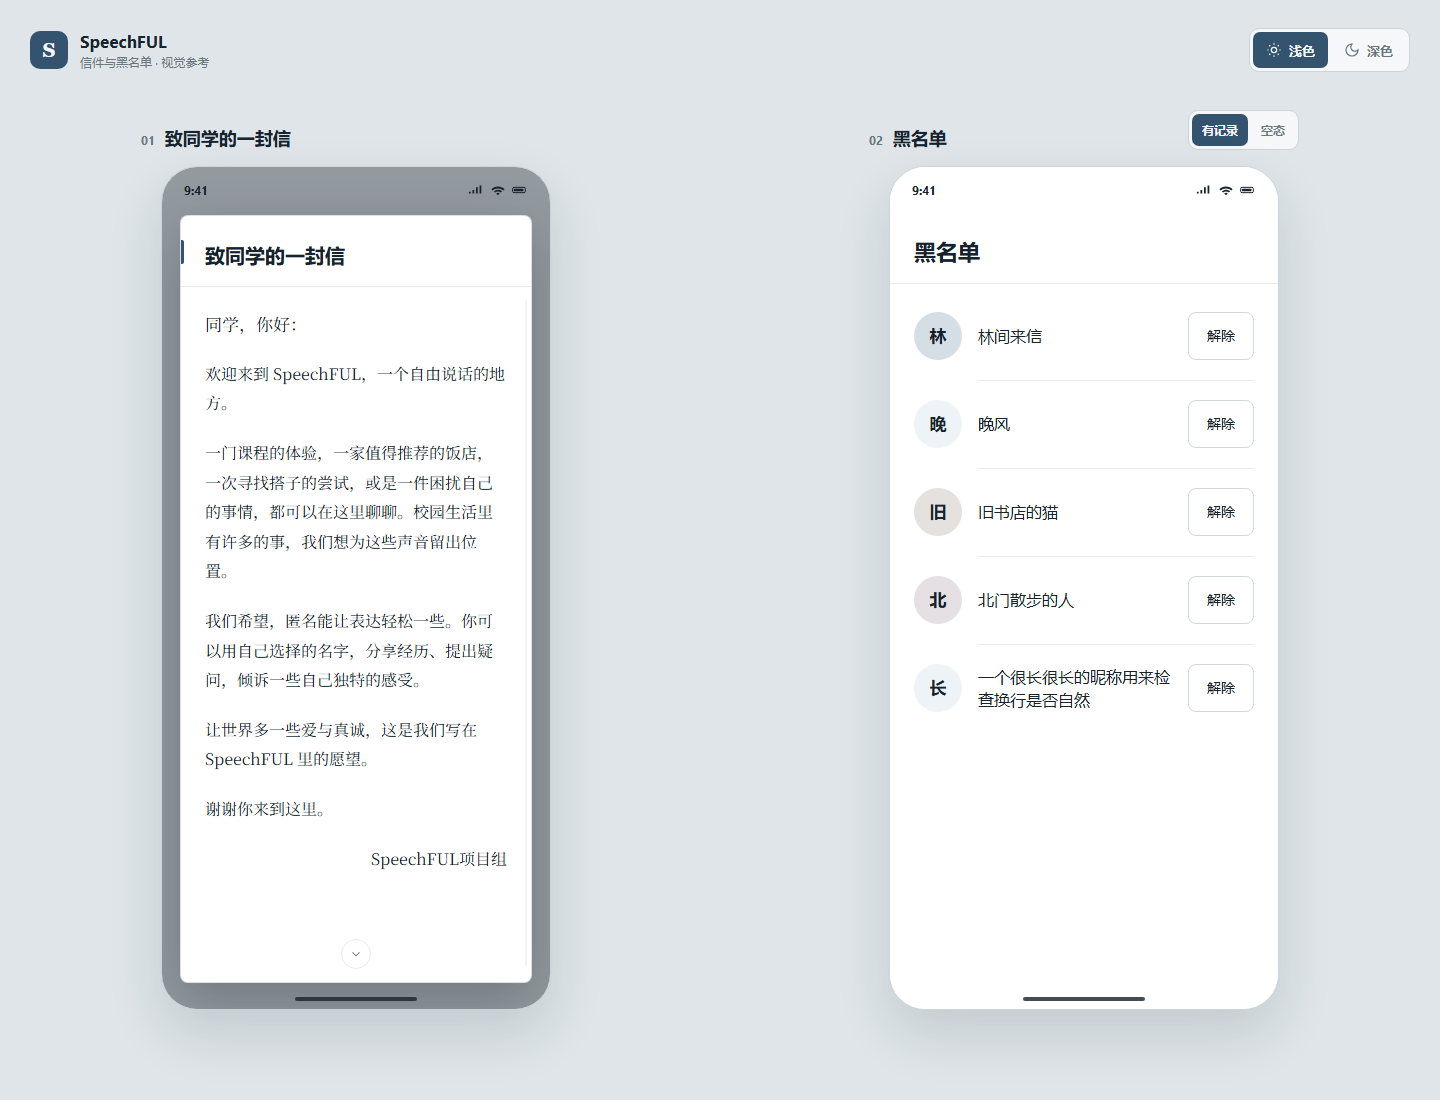 S
SpeechFUL
信件与黑名单 · 视觉参考
浅色
深色
01 致同学的一封信
9:41
致同学的一封信
同学，你好：
欢迎来到 SpeechFUL，一个自由说话的地
方。
一门课程的体验，一家值得推荐的饭店，
一次寻找搭子的尝试，或是一件困扰自己
的事情，都可以在这里聊聊。校园生活里
有许多的事，我们想为这些声音留出位
置。
我们希望，匿名能让表达轻松一些。你可
以用自己选择的名字，分享经历、提出疑
问，倾诉一些自己独特的感受。
让世界多一些爱与真诚，这是我们写在
SpeechFUL 里的愿望。
谢谢你来到这里。
SpeechFUL项目组
02 黑名单
有记录
空态
9:41
黑名单
林 林间来信 解除
晚 晚风 解除
旧 旧书店的猫 解除
北 北门散步的人 解除
长 一个很长很长的昵称用来检
查换行是否自然 解除